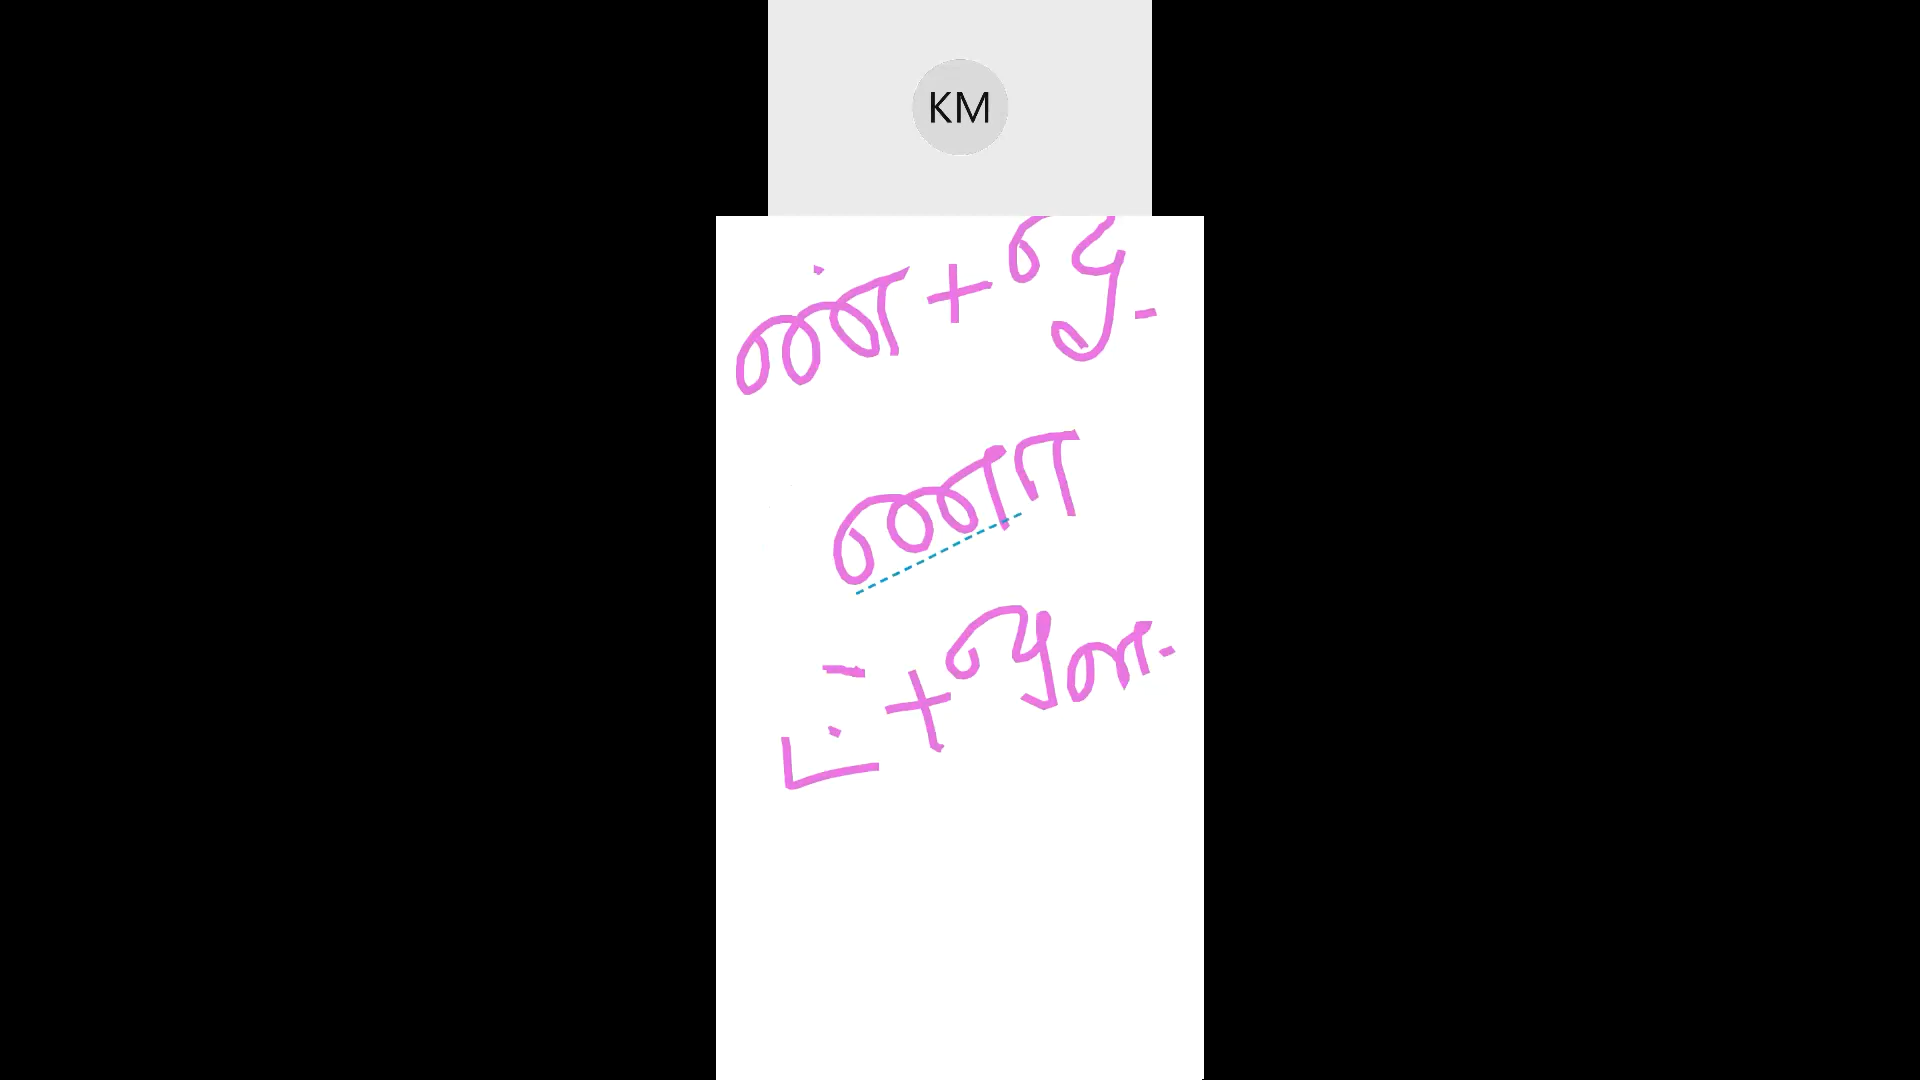 KM
ண் + ஆ -
ணா
ட் + ஆ ண -